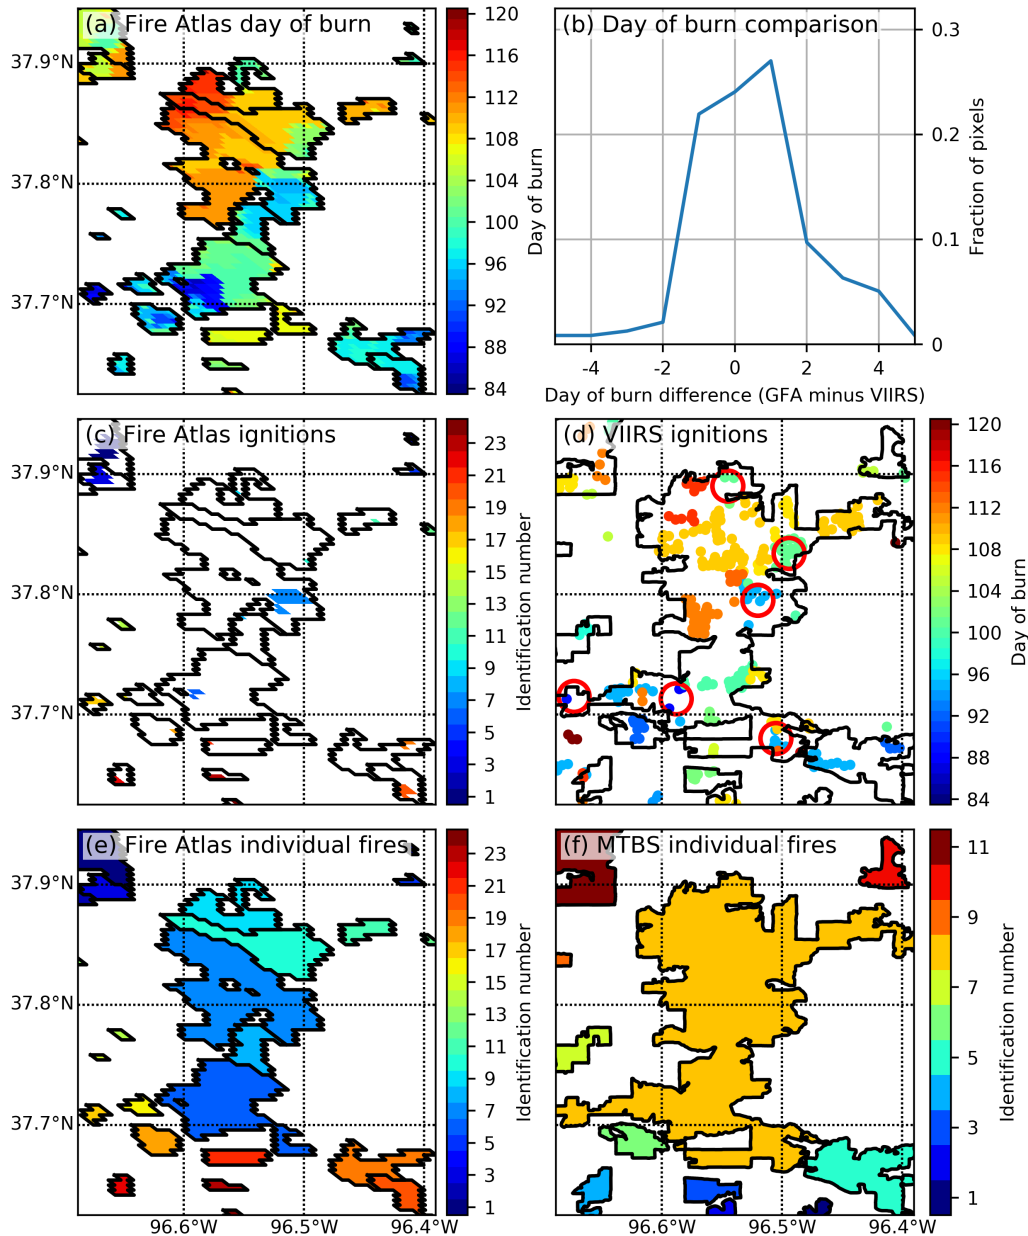 (a) Fire Atlas day of burn
37.9°N
37.8°N
37.7°N
120
116
112
108
104
100
96
92
88
84
Day of burn
(b) Day of burn comparison
0.3
0.2
0.1
0
Fraction of pixels
-4 -2 0 2 4
Day of burn difference (GFA minus VIIRS)
(c) Fire Atlas ignitions
37.9°N
37.8°N
37.7°N
23
21
19
17
15
13
11
9
7
5
3
1
Identification number
(d) VIIRS ignitions
120
116
112
108
104
100
96
92
88
84
Day of burn
(e) Fire Atlas individual fires
37.9°N
37.8°N
37.7°N
96.6°W 96.5°W 96.4°W
23
21
19
17
15
13
11
9
7
5
3
1
Identification number
(f) MTBS individual fires
96.6°W 96.5°W 96.4°W
11
9
7
5
3
1
Identification number